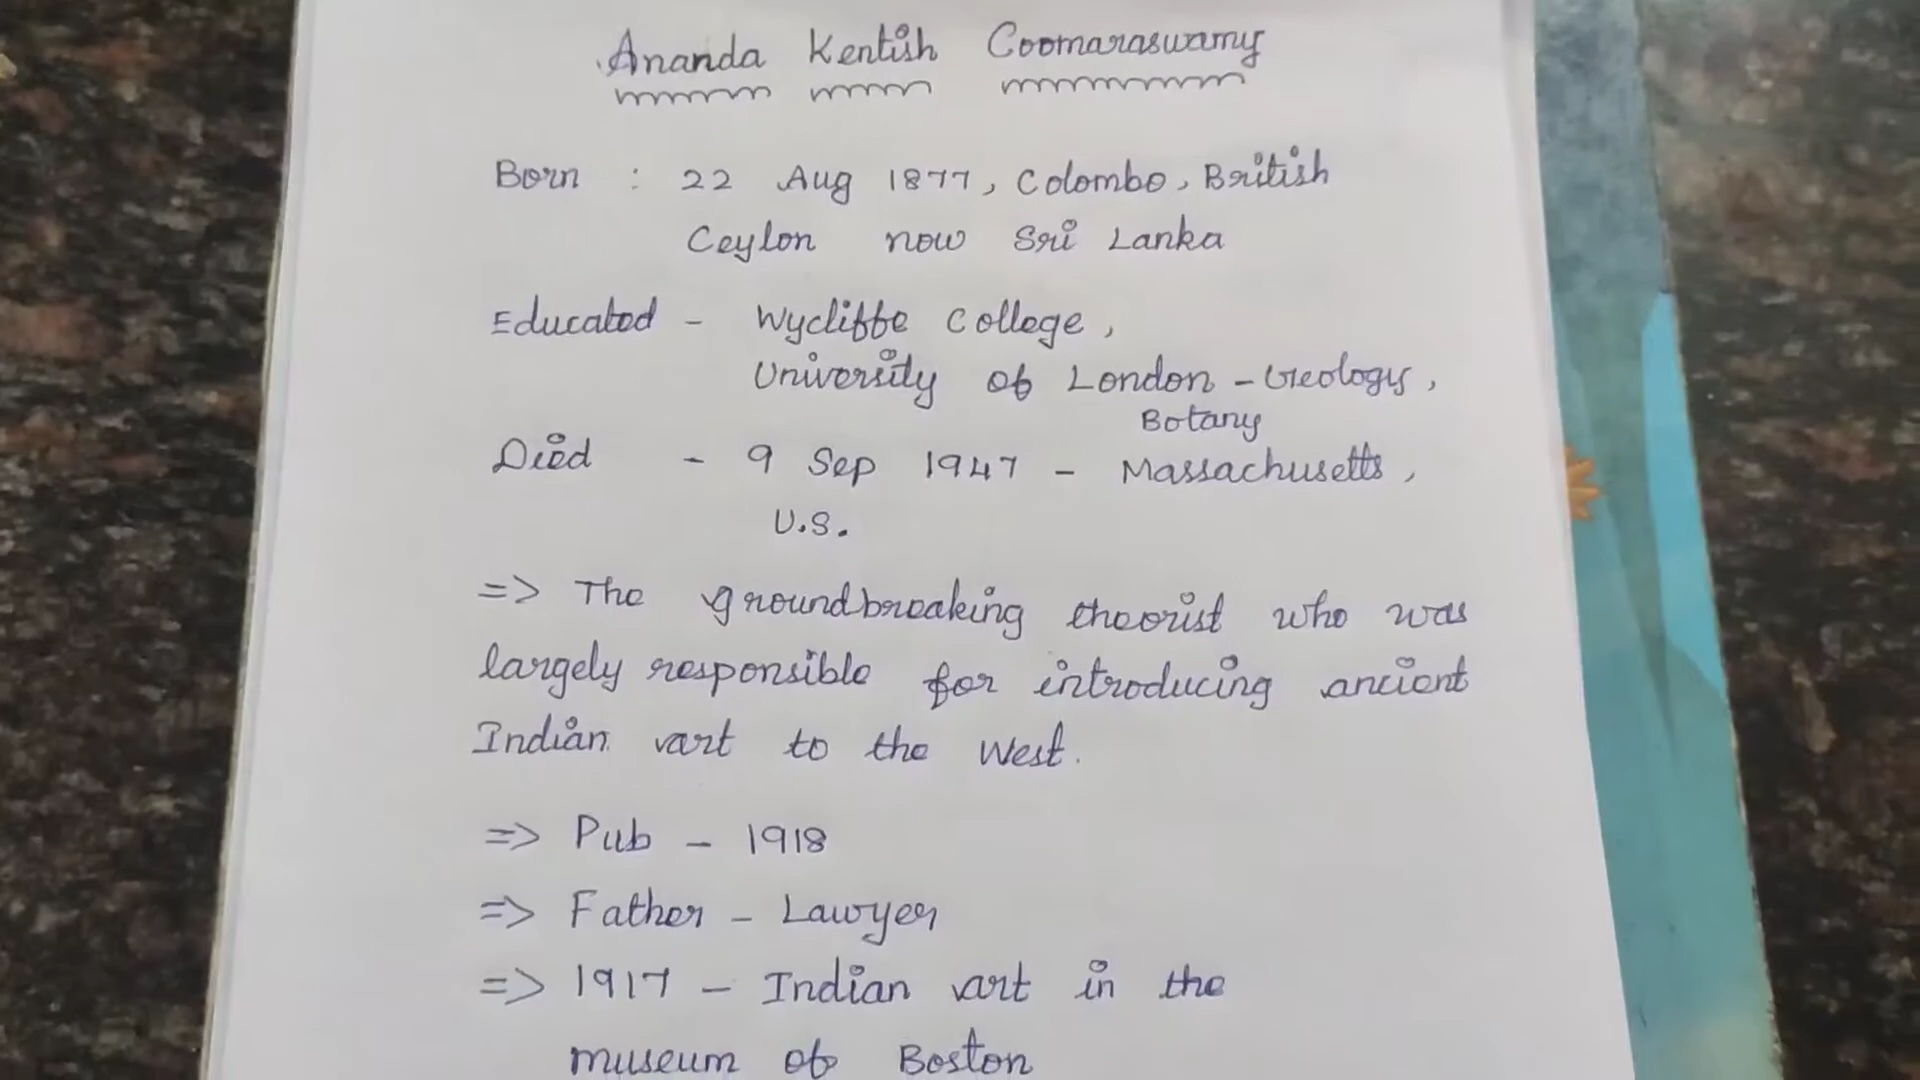 Ananda Kentish Coomaraswamy
Born : 22 Aug 1877, Colombo, British
Ceylon now Sri Lanka
Educated - Wycliffe College,
University of London - Geology,
Botany
Died - 9 Sep 1947 - Massachusetts,
U.S.
=> The groundbreaking theorist who was
largely responsible for introducing ancient
Indian art to the West.
=> Pub - 1918
=> Father - Lawyer
=> 1917 - Indian art in the
museum of Boston